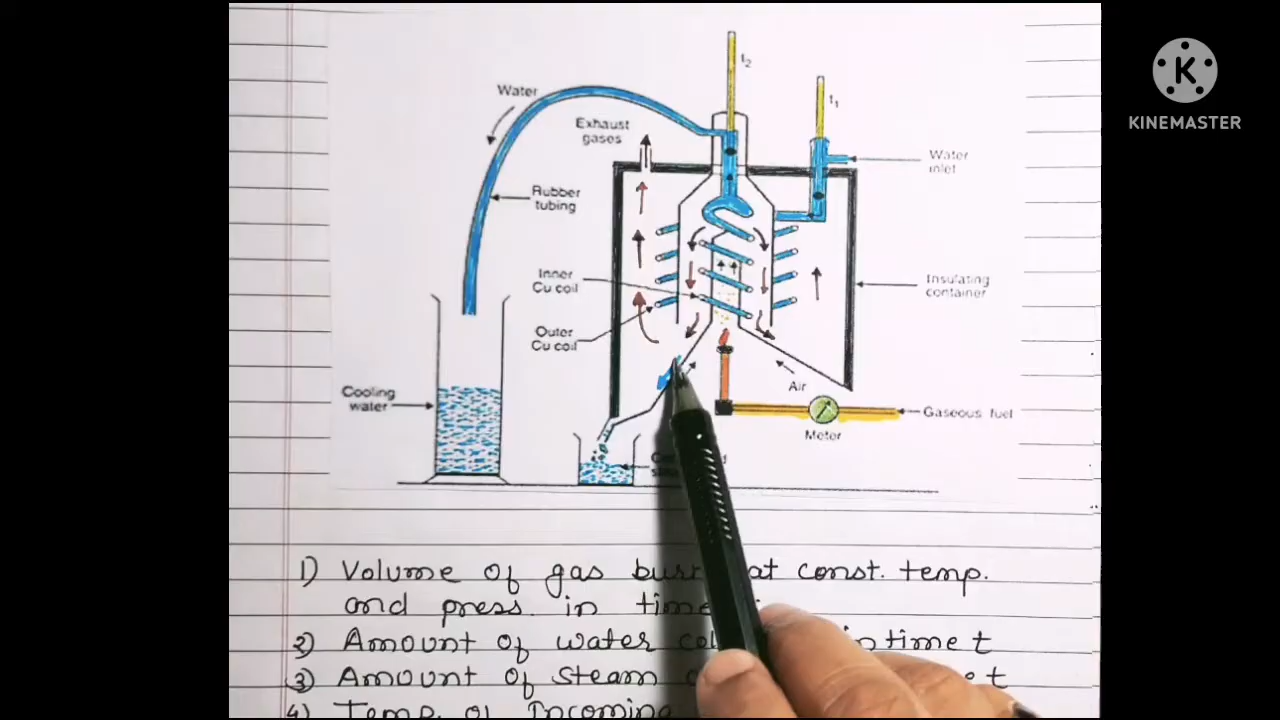 t₂
t₁
Water
Exhaust
gases
Rubber
tubing
Water
inlet
Inner
Cu coil
Outer
Cu coil
Insulating
container
Cooling
water
Air
Gaseous fuel
Meter
KINEMASTER
1) Volume of gas at const. temp.
and press in time
2) Amount of water in time t
3) Amount of steam t
4) Temp. of Incoming